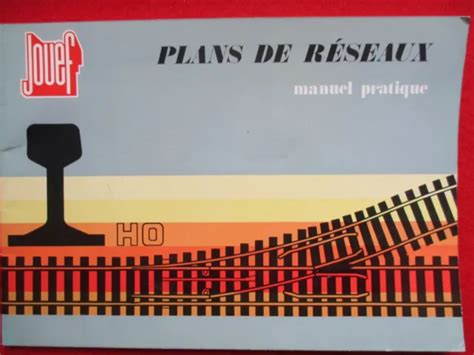 Jouef
PLANS DE RÉSEAUX
manuel pratique
HO